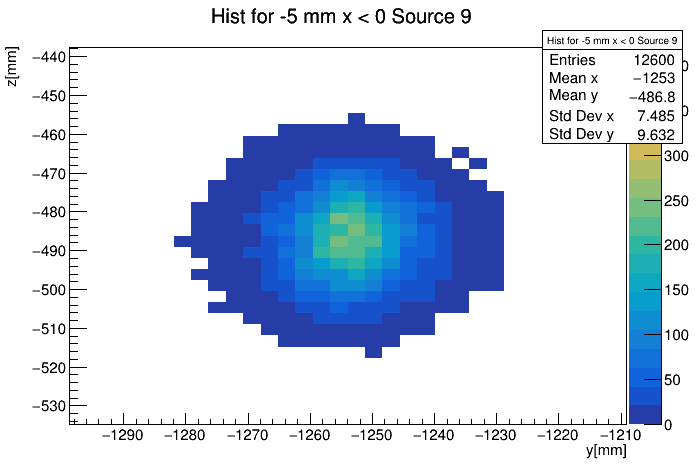 Hist for -5 mm x < 0 Source 9
Hist for -5 mm x < 0 Source 9
Entries 12600
Mean x −1253
Mean y −486.8
Std Dev x 7.485
Std Dev y 9.632
z[mm]
−440
−450
−460
−470
−480
−490
−500
−510
−520
−530
−1290 −1280 −1270 −1260 −1250 −1240 −1230 −1220 −1210
y[mm]
300
250
200
150
100
50
0